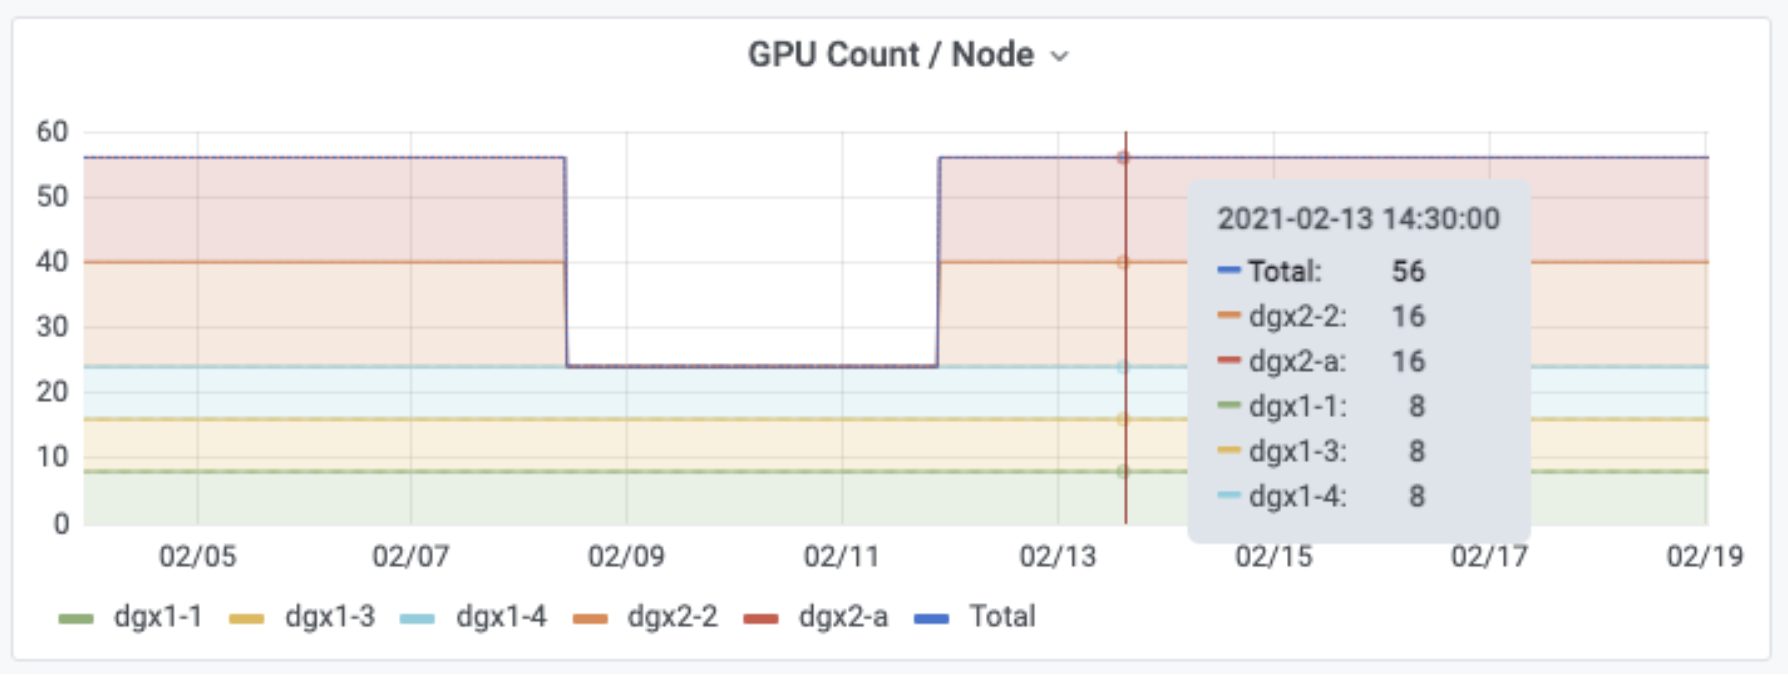 GPU Count / Node
60
50
40
30
20
10
0
02/05 02/07 02/09 02/11 02/13 02/15 02/17 02/19
2021-02-13 14:30:00
Total: 56
dgx2-2: 16
dgx2-a: 16
dgx1-1: 8
dgx1-3: 8
dgx1-4: 8
dgx1-1 dgx1-3 dgx1-4 dgx2-2 dgx2-a Total